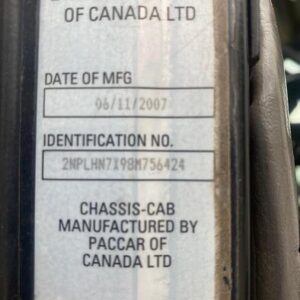 OF CANADA LTD
DATE OF MFG
06/11/2007
IDENTIFICATION NO.
2NPLHN7X98M756424
CHASSIS-CAB
MANUFACTURED BY
PACCAR OF
CANADA LTD